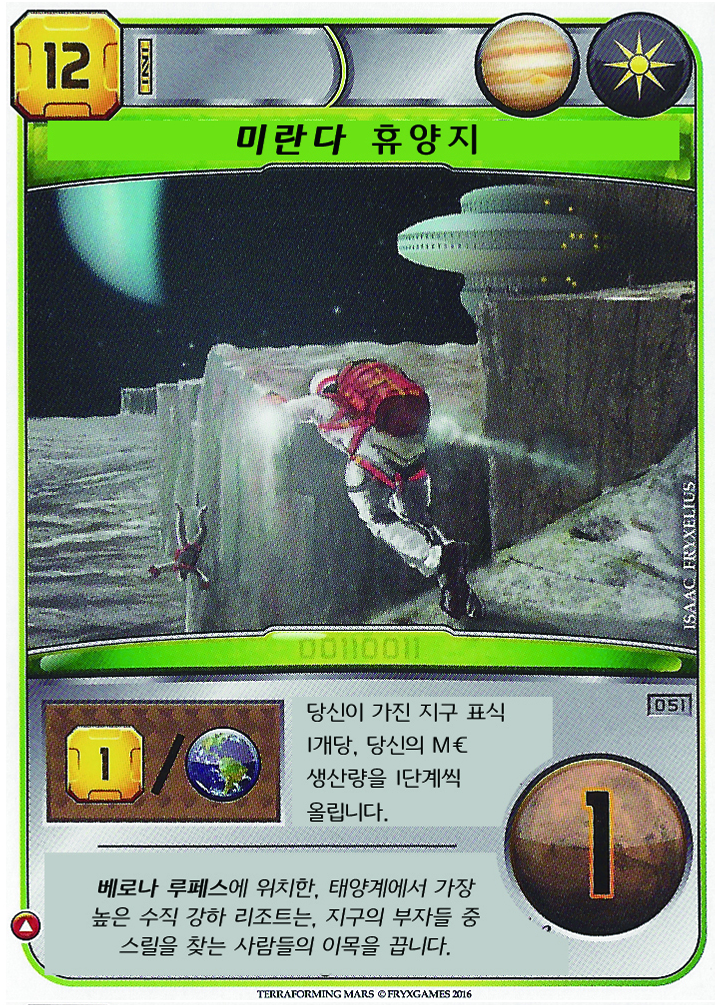 12
미란다 휴양지
ISAAC FRYXELIUS
00110011
051
1 /
당신이 가진 지구 표식
1개당, 당신의 M€
생산량을 1단계씩
올립니다.
1
베로나 루페스에 위치한, 태양계에서 가장
높은 수직 강하 리조트는, 지구의 부자들 중
스릴을 찾는 사람들의 이목을 끕니다.
TERRAFORMING MARS © FRYXGAMES 2016